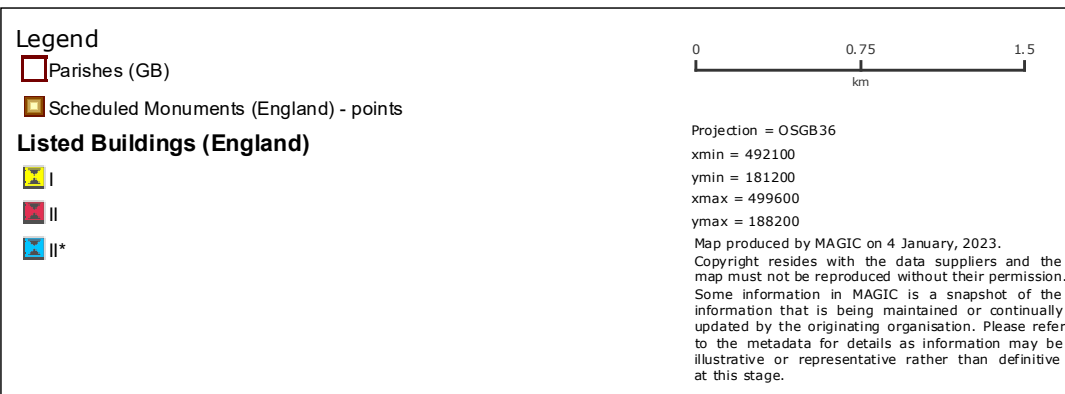 Legend
Parishes (GB)
Scheduled Monuments (England) - points
Listed Buildings (England)
I
II
II*
0 0.75 1.5
km
Projection = OSGB36
xmin = 492100
ymin = 181200
xmax = 499600
ymax = 188200
Map produced by MAGIC on 4 January, 2023.
Copyright resides with the data suppliers and the
map must not be reproduced without their permission.
Some information in MAGIC is a snapshot of the
information that is being maintained or continually
updated by the originating organisation. Please refer
to the metadata for details as information may be
illustrative or representative rather than definitive
at this stage.